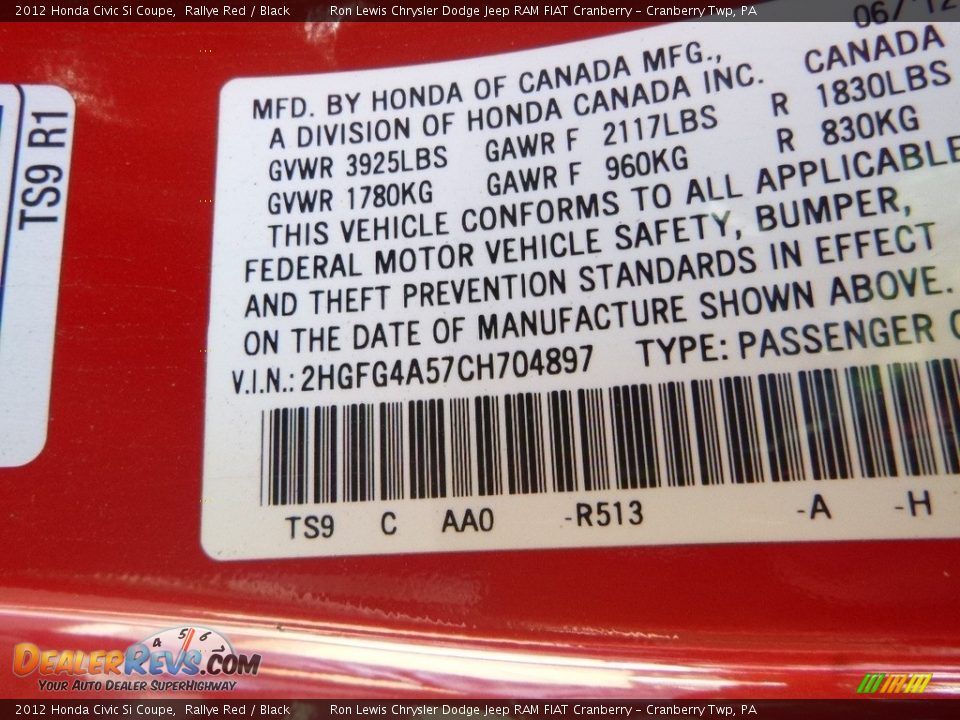 2012 Honda Civic Si Coupe, Rallye Red / Black Ron Lewis Chrysler Dodge Jeep RAM FIAT Cranberry - Cranberry Twp, PA
TS9 R1
06/12
MFD. BY HONDA OF CANADA MFG., CANADA
A DIVISION OF HONDA CANADA INC.
GVWR 3925LBS GAWR F 2117LBS R 1830LBS
GVWR 1780KG GAWR F 960KG R 830KG
THIS VEHICLE CONFORMS TO ALL APPLICABLE
FEDERAL MOTOR VEHICLE SAFETY, BUMPER,
AND THEFT PREVENTION STANDARDS IN EFFECT
ON THE DATE OF MANUFACTURE SHOWN ABOVE.
V.I.N.: 2HGFG4A57CH704897 TYPE: PASSENGER
TS9 C AA0 -R513 -A -H
4 5 6
DEALERREVS.COM
YOUR AUTO DEALER SUPERHIGHWAY
2012 Honda Civic Si Coupe, Rallye Red / Black Ron Lewis Chrysler Dodge Jeep RAM FIAT Cranberry - Cranberry Twp, PA